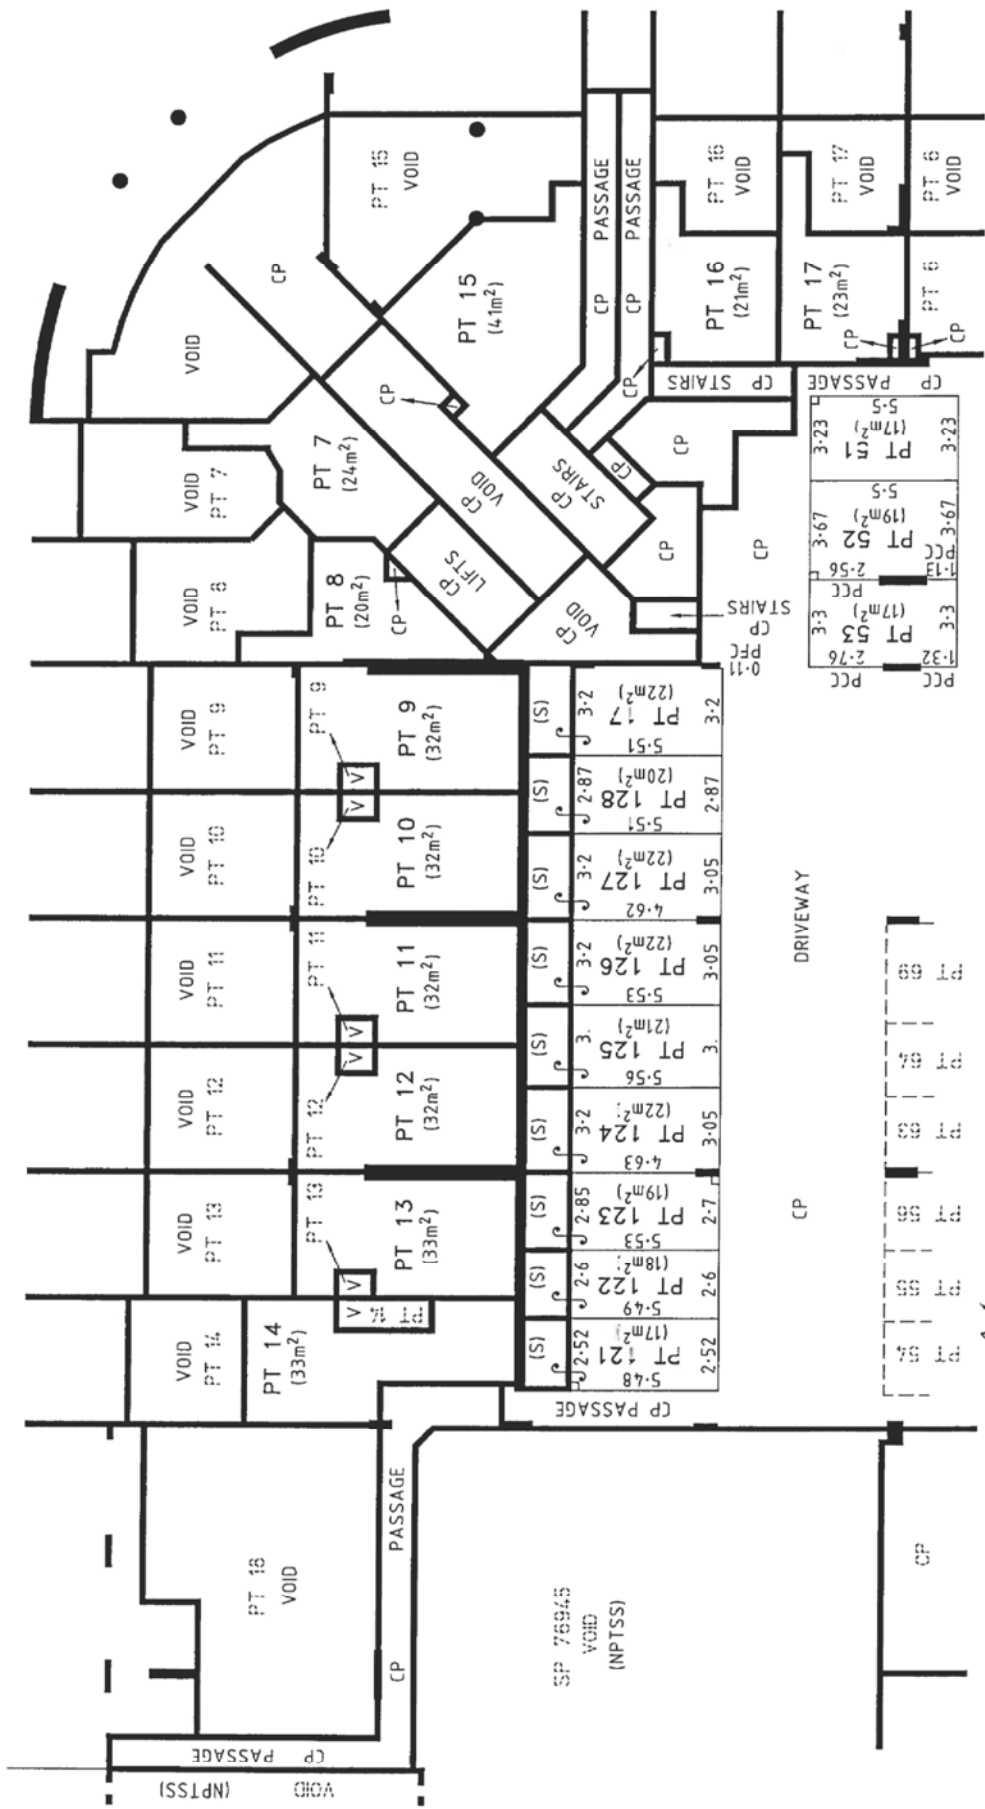 PT 15
VOID
CP
VOID
PT 15
(41m²)
CP PASSAGE
CP PASSAGE
PT 16
VOID
PT 17
VOID
PT 6
VOID
PT 16
(21m²)
PT 17
(23m²)
PT 6
CP
CP
CP
CP
CP STAIRS
CP PASSAGE
VOID
PT 7
PT 7
(24m²)
CP
VOID
CP
STAIRS
CP
CP
CP
CP
VOID
PT 8
PT 8
(20m²)
CP
CP
LIFTS
CP
VOID
STAIRS
CP
PFC
0·11
5·5
3·23
PT 51
(17m²)
3·23
5·5
3·67
PT 52
(19m²)
3·67
2·56
PCC
1·13
PCC
3·3
PT 53
(17m²)
3·3
2·76
PCC
1·32
PCC
VOID
PT 9
PT 9
V
PT 9
(32m²)
(S)
3·2
PT 17
(22m²)
3·2
5·51
VOID
PT 10
PT 10
V
PT 10
(32m²)
(S)
2·87
PT 128
(20m²)
2·87
5·51
(S)
3·2
PT 127
(22m²)
3·05
4·62
VOID
PT 11
PT 11
V
PT 11
(32m²)
(S)
3·2
PT 126
(22m²)
3·05
5·53
(S)
3·
PT 125
(21m²)
3·
5·56
VOID
PT 12
PT 12
V
PT 12
(32m²)
(S)
3·2
PT 124
(22m²)
3·05
4·63
VOID
PT 13
PT 13
V
PT 13
(33m²)
(S)
2·85
PT 123
(19m²)
2·7
5·53
(S)
2·6
PT 122
(18m²)
2·6
5·49
VOID
PT 14
PT 14
(33m²)
V
PT 14
(S)
2·52
PT 121
(17m²)
2·52
5·48
CP PASSAGE
DRIVEWAY
CP
PT 69
PT 64
PT 63
PT 56
PT 55
PT 54
PT 18
VOID
CP PASSAGE
CP PASSAGE
VOID (NPTSS)
SP 76945
VOID
(NPTSS)
CP